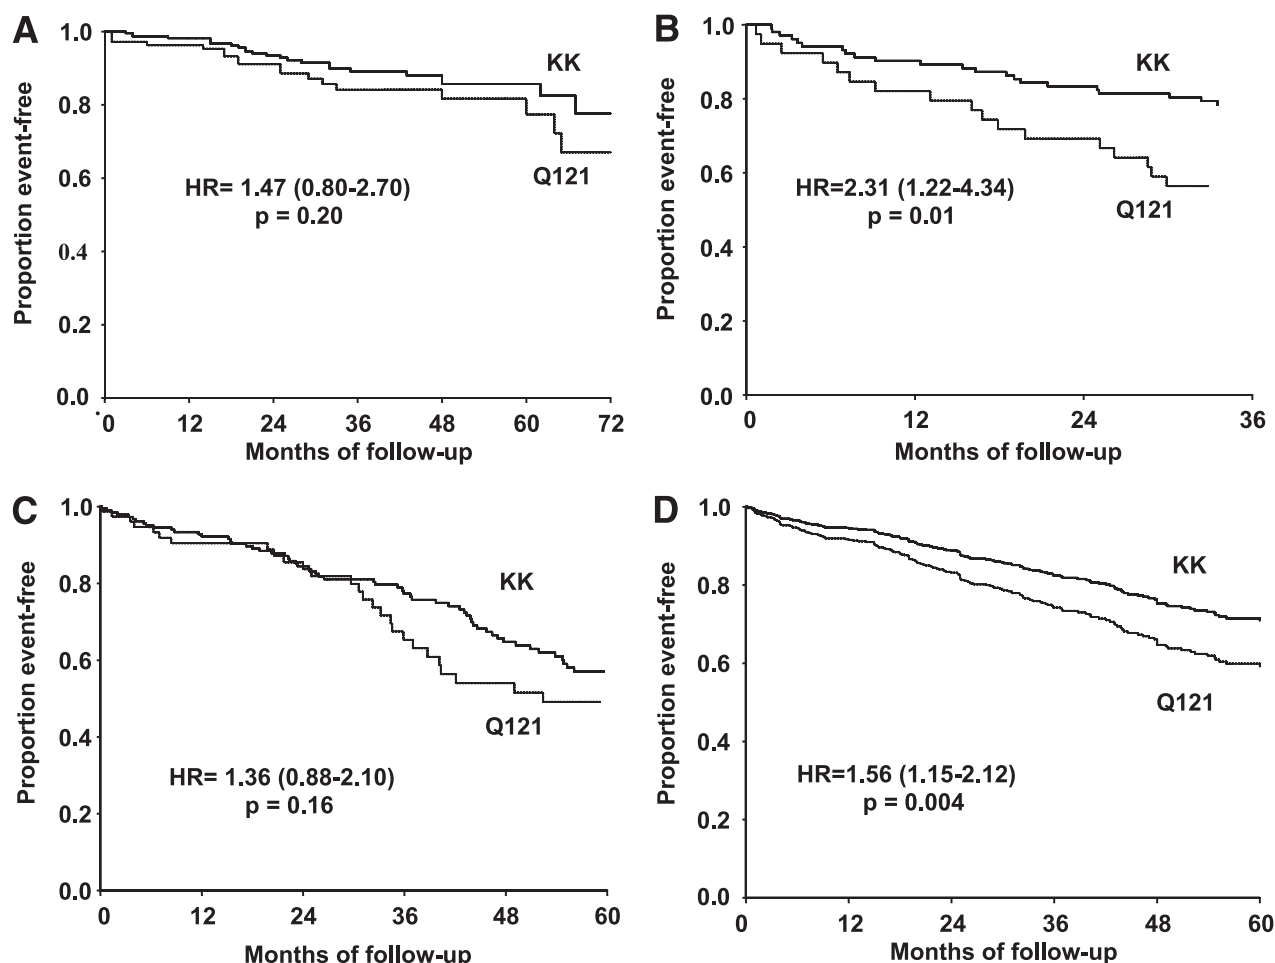 A
Proportion event-free
1.0
0.8
0.6
0.4
0.2
0.0
KK
Q121
HR= 1.47 (0.80-2.70)
p = 0.20
0 12 24 36 48 60 72
Months of follow-up
B
Proportion event-free
1.0
0.8
0.6
0.4
0.2
0.0
KK
HR=2.31 (1.22-4.34)
p = 0.01
Q121
0 12 24 36
Months of follow-up
C
Proportion event-free
1.0
0.8
0.6
0.4
0.2
0.0
KK
Q121
HR= 1.36 (0.88-2.10)
p = 0.16
0 12 24 36 48 60
Months of follow-up
D
Proportion event-free
1.0
0.8
0.6
0.4
0.2
0.0
KK
Q121
HR=1.56 (1.15-2.12)
p = 0.004
0 12 24 36 48 60
Months of follow-up